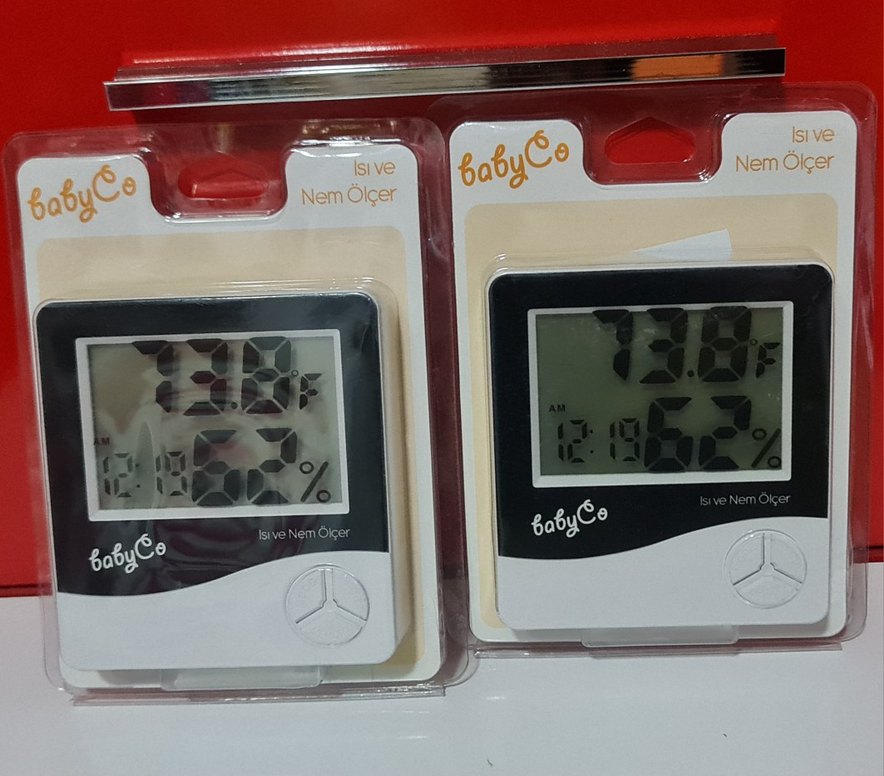 babyCo
Isı ve
Nem Ölçer
73.8°F
AM
12:19
62%
Isı ve Nem Ölçer
babyCo
babyCo
Isı ve
Nem Ölçer
73.8°F
AM
12:19
62%
Isı ve Nem Ölçer
babyCo